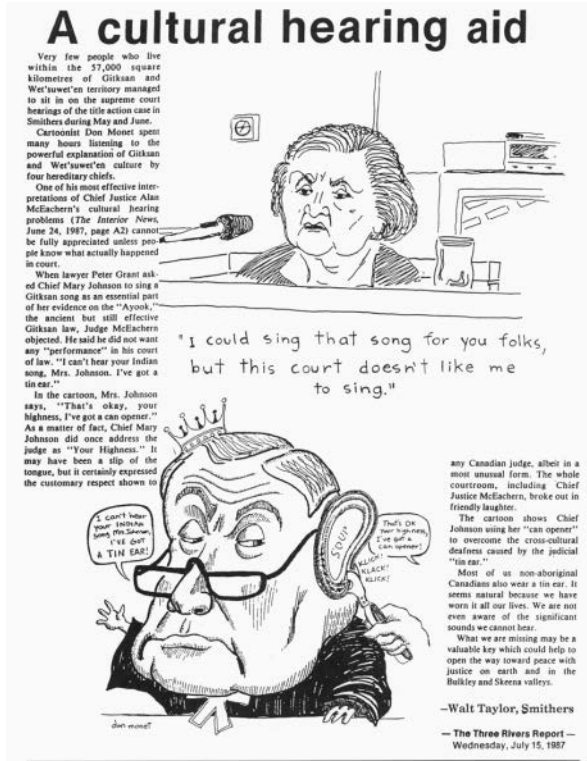 A cultural hearing aid
Very few people who live
within the 57,000 square
kilometres of Gitksan and
Wet'suwet'en territory managed
to sit in on the supreme court
hearings of the title action case in
Smithers during May and June.
Cartoonist Don Monet spent
many hours listening to the
powerful explanation of Gitksan
and Wet'suwet'en culture by
four hereditary chiefs.
One of his most effective inter-
pretations of Chief Justice Alan
McEachern's cultural hearing
problems (The Interior News,
June 24, 1987, page A2) cannot
be fully appreciated unless peo-
ple know what actually happened
in court.
When lawyer Peter Grant ask-
ed Chief Mary Johnson to sing a
Gitksan song as an essential part
of her evidence on the "Ayook,"
the ancient but still effective
Gitksan law, Judge McEachern
objected. He said he did not want
any "performance" in his court
of law. "I can't hear your Indian
song, Mrs. Johnson. I've got a
tin ear."
In the cartoon, Mrs. Johnson
says, "That's okay, your
highness, I've got a can opener."
As a matter of fact, Chief Mary
Johnson did once address the
judge as "Your Highness." It
may have been a slip of the
tongue, but it certainly expressed
the customary respect shown to
"I could sing that song for you folks,
but this court doesn't like me
to sing."
I can't hear
your INDIAN
song Mrs. Johnson,
I'VE GOT
A TIN EAR!
SOUP
That's OK
your highness,
I've got a
can opener!
KLICK!
KLACK!
KLICK!
don monet
any Canadian judge, albeit in a
most unusual form. The whole
courtroom, including Chief
Justice McEachern, broke out in
friendly laughter.
The cartoon shows Chief
Johnson using her "can opener"
to overcome the cross-cultural
deafness caused by the judicial
"tin ear."
Most of us non-aboriginal
Canadians also wear a tin ear. It
seems natural because we have
worn it all our lives. We are not
even aware of the significant
sounds we cannot hear.
What we are missing may be a
valuable key which could help to
open the way toward peace with
justice on earth and in the
Bulkley and Skeena valleys.
—Walt Taylor, Smithers
— The Three Rivers Report —
Wednesday, July 15, 1987